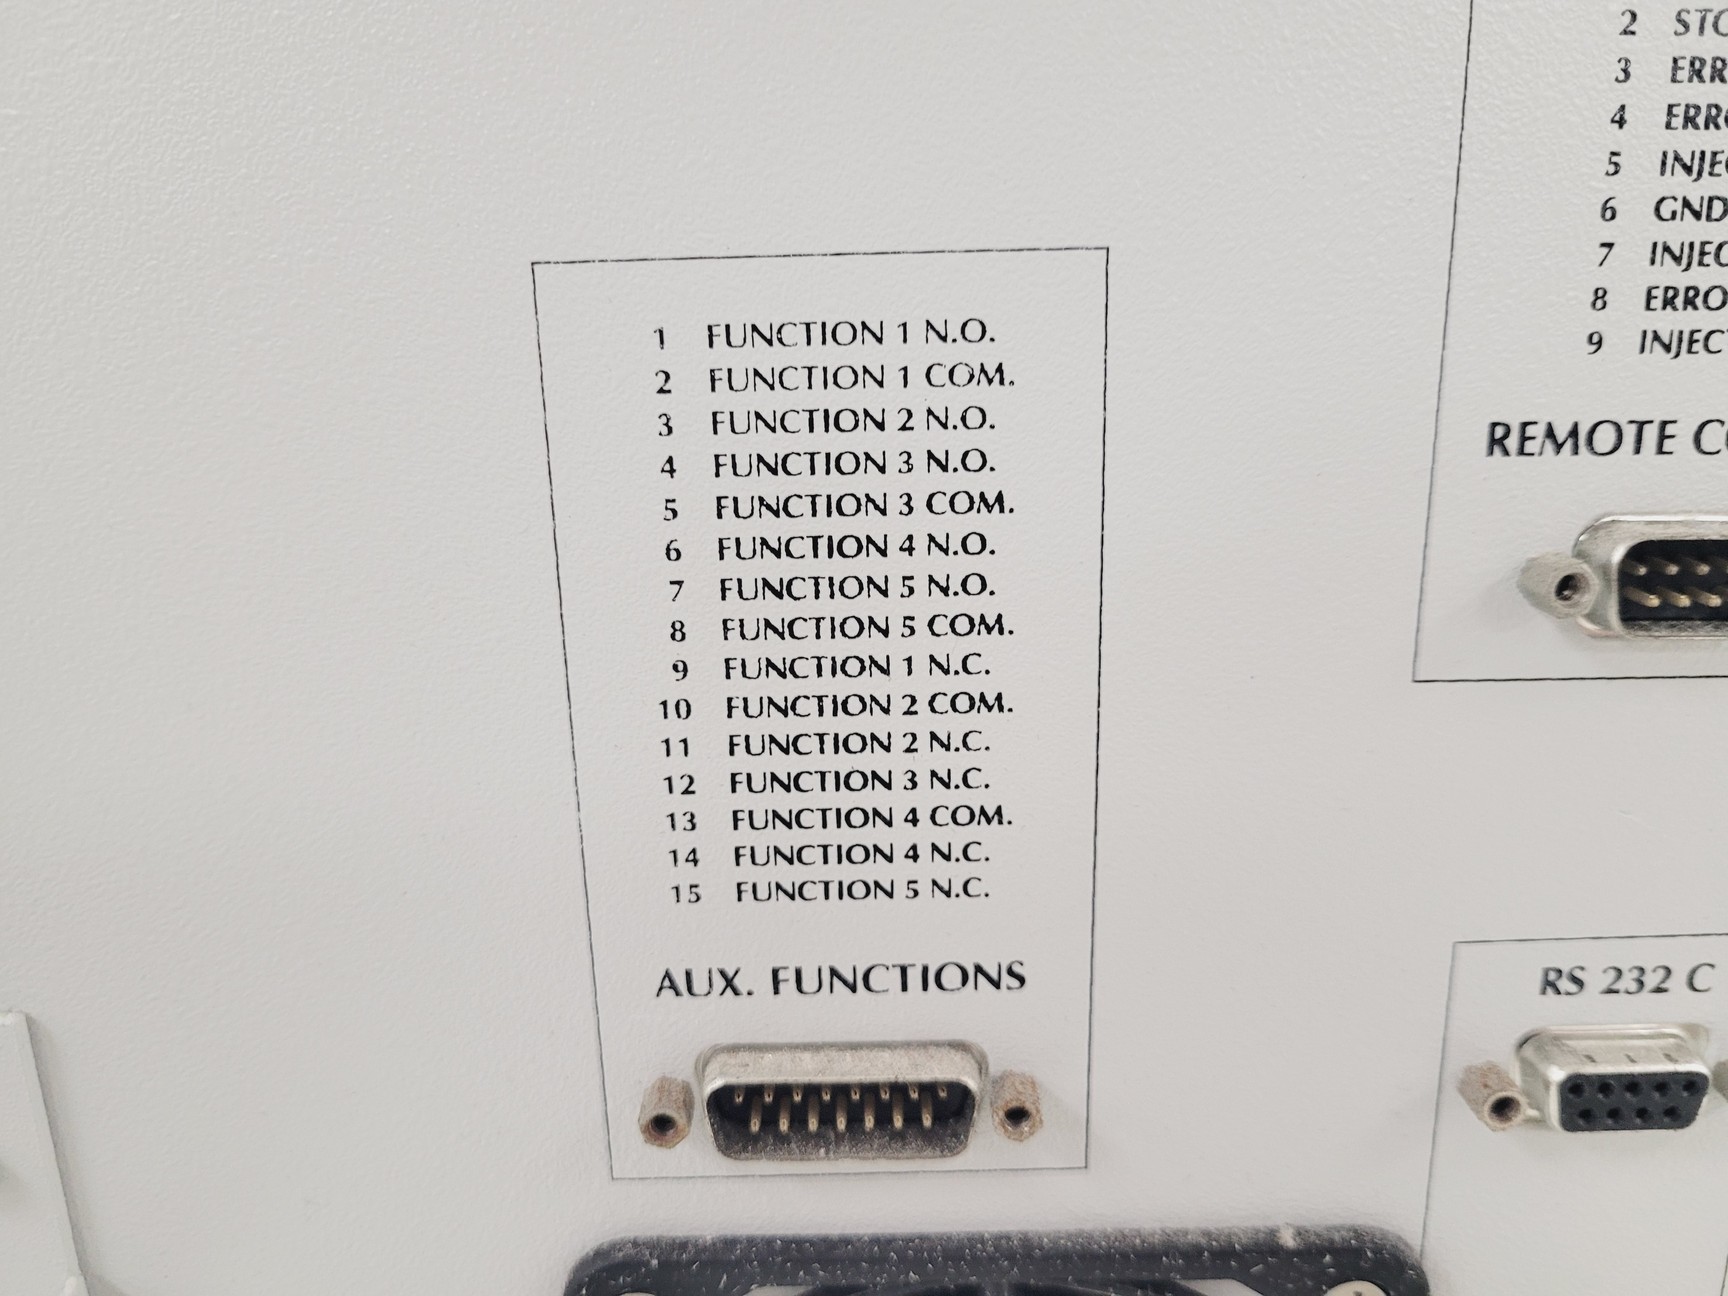 1 FUNCTION 1 N.O.
2 FUNCTION 1 COM.
3 FUNCTION 2 N.O.
4 FUNCTION 3 N.O.
5 FUNCTION 3 COM.
6 FUNCTION 4 N.O.
7 FUNCTION 5 N.O.
8 FUNCTION 5 COM.
9 FUNCTION 1 N.C.
10 FUNCTION 2 COM.
11 FUNCTION 2 N.C.
12 FUNCTION 3 N.C.
13 FUNCTION 4 COM.
14 FUNCTION 4 N.C.
15 FUNCTION 5 N.C.
AUX. FUNCTIONS
2
3
4
5
6 GND
7
8
9
REMOTE
RS 232 C